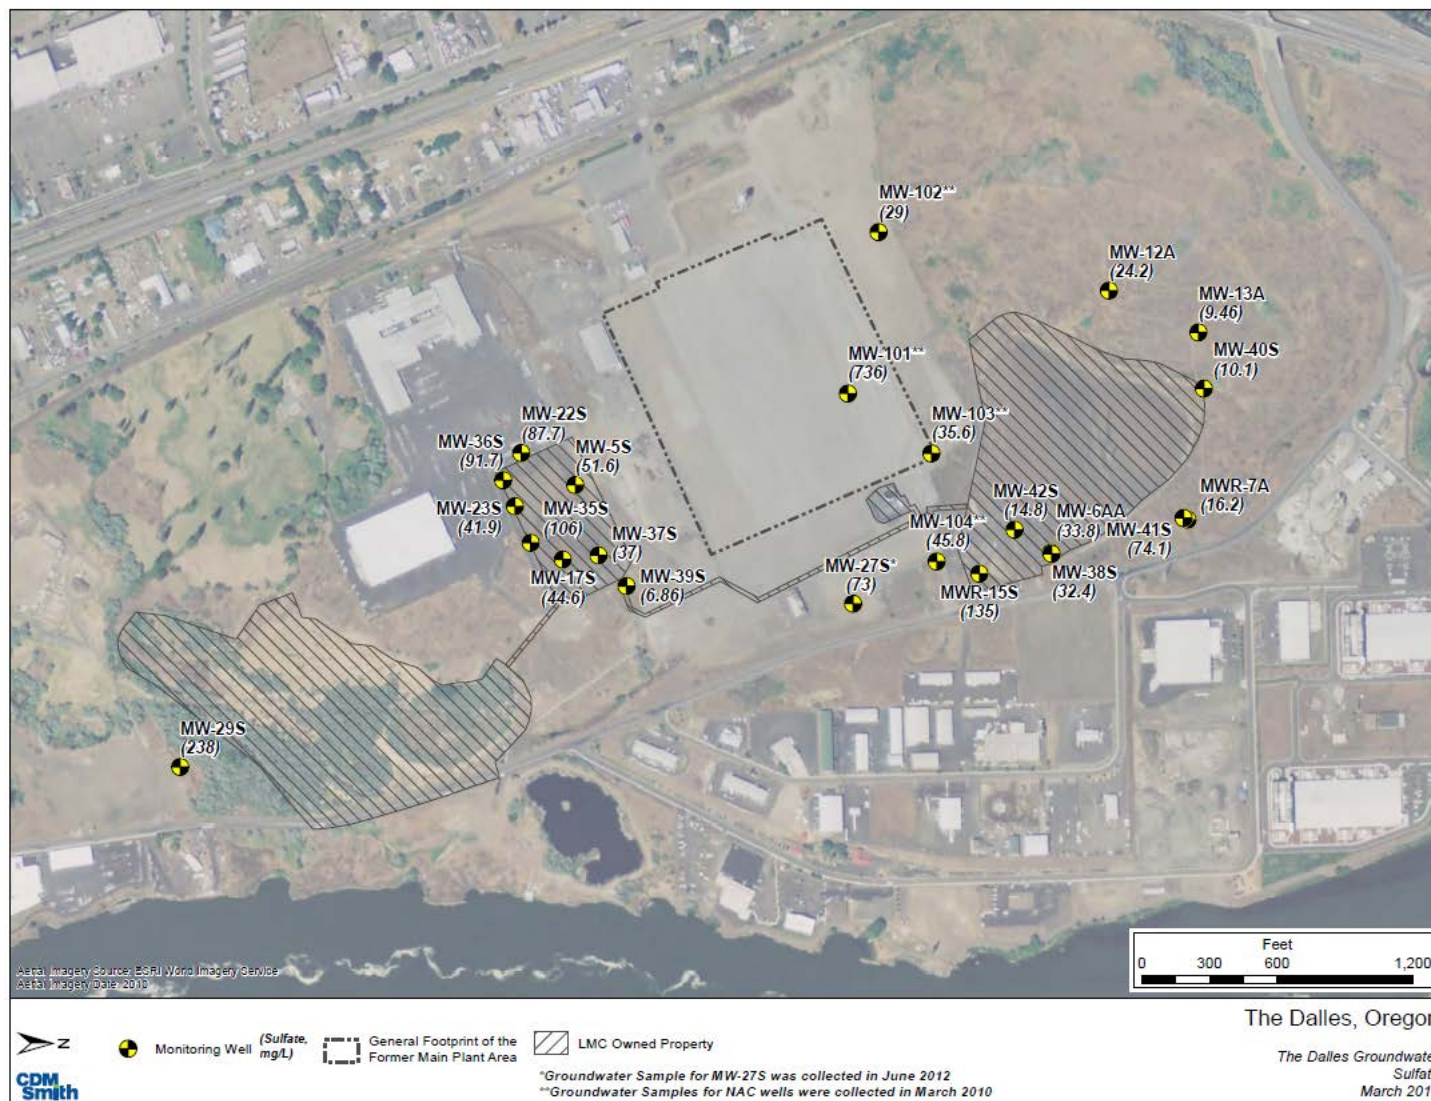 MW-102**
(29)
MW-12A
(24.2)
MW-13A
(9.46)
MW-40S
(10.1)
MW-101**
(736)
MW-103**
(35.6)
MW-22S
(87.7)
MW-36S
(91.7)
MW-5S
(51.6)
MW-23S
(41.9)
MW-35S
(106)
MW-37S
(37)
MW-17S
(44.6)
MW-39S
(6.86)
MW-42S
(14.8)
MW-6AA
(33.8)
MWR-7A
(16.2)
MW-41S
(74.1)
MW-104**
(45.8)
MW-27S*
(73)
MWR-15S
(135)
MW-38S
(32.4)
MW-29S
(238)
Aerial Imagery Source: ESRI World Imagery Service
Aerial Imagery Date: 2010
Feet
0 300 600 1,200
N
Monitoring Well
(Sulfate,
mg/L)
General Footprint of the
Former Main Plant Area
LMC Owned Property
*Groundwater Sample for MW-27S was collected in June 2012
**Groundwater Samples for NAC wells were collected in March 2010
CDM
Smith
The Dalles, Orego
The Dalles Groundwate
Sulfat
March 201